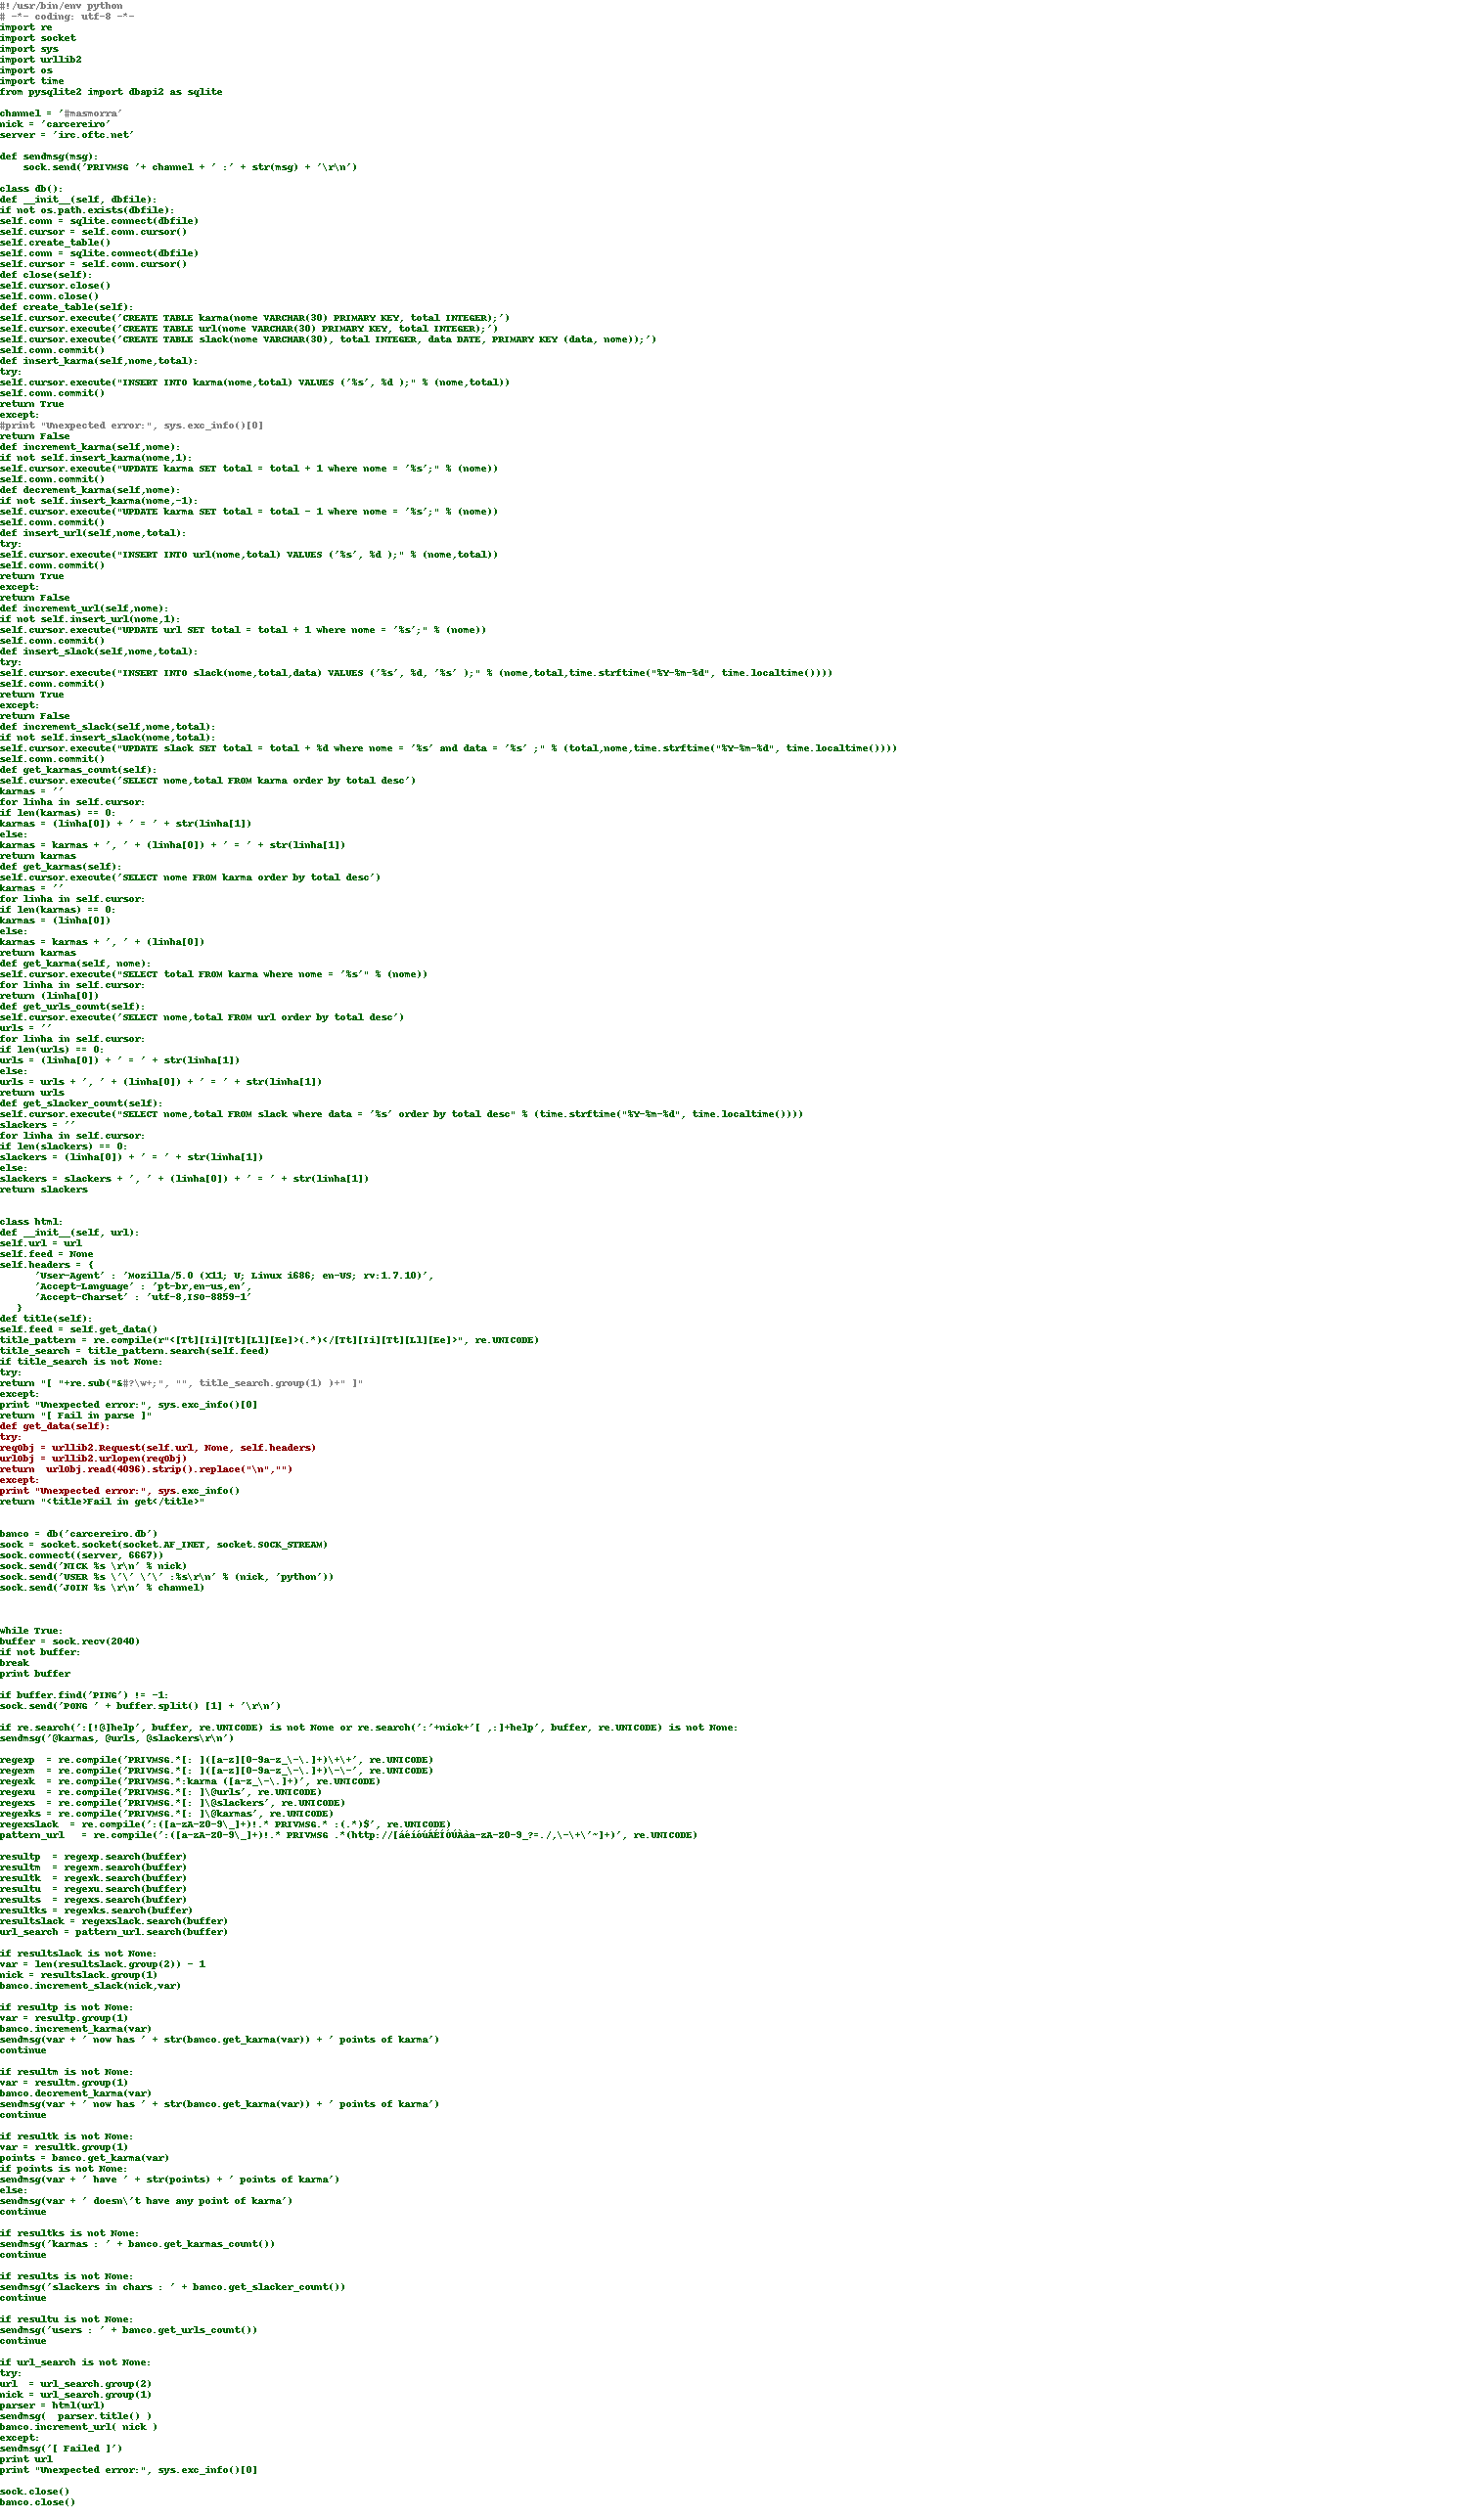 #!/usr/bin/env python
# -*- coding: utf-8 -*-
import re
import socket
import sys
import urllib2
import os
import time
from pysqlite2 import dbapi2 as sqlite
channel = '#masmorra'
nick = 'carcereiro'
server = 'irc.oftc.net'
def sendmsg(msg):
    sock.send('PRIVMSG '+ channel + ' :' + str(msg) + '\r\n')
class db():
def __init__(self, dbfile):
if not os.path.exists(dbfile):
self.conn = sqlite.connect(dbfile)
self.cursor = self.conn.cursor()
self.create_table()
self.conn = sqlite.connect(dbfile)
self.cursor = self.conn.cursor()
def close(self):
self.cursor.close()
self.conn.close()
def create_table(self):
self.cursor.execute('CREATE TABLE karma(nome VARCHAR(30) PRIMARY KEY, total INTEGER);')
self.cursor.execute('CREATE TABLE url(nome VARCHAR(30) PRIMARY KEY, total INTEGER);')
self.cursor.execute('CREATE TABLE slack(nome VARCHAR(30), total INTEGER, data DATE, PRIMARY KEY (data, nome));')
self.conn.commit()
def insert_karma(self,nome,total):
try:
self.cursor.execute("INSERT INTO karma(nome,total) VALUES ('%s', %d );" % (nome,total))
self.conn.commit()
return True
except:
#print "Unexpected error:", sys.exc_info()[0]
return False
def increment_karma(self,nome):
if not self.insert_karma(nome,1):
self.cursor.execute("UPDATE karma SET total = total + 1 where nome = '%s';" % (nome))
self.conn.commit()
def decrement_karma(self,nome):
if not self.insert_karma(nome,-1):
self.cursor.execute("UPDATE karma SET total = total - 1 where nome = '%s';" % (nome))
self.conn.commit()
def insert_url(self,nome,total):
try:
self.cursor.execute("INSERT INTO url(nome,total) VALUES ('%s', %d );" % (nome,total))
self.conn.commit()
return True
except:
return False
def increment_url(self,nome):
if not self.insert_url(nome,1):
self.cursor.execute("UPDATE url SET total = total + 1 where nome = '%s';" % (nome))
self.conn.commit()
def insert_slack(self,nome,total):
try:
self.cursor.execute("INSERT INTO slack(nome,total,data) VALUES ('%s', %d, '%s' );" % (nome,total,time.strftime("%Y-%m-%d", time.localtime())))
self.conn.commit()
return True
except:
return False
def increment_slack(self,nome,total):
if not self.insert_slack(nome,total):
self.cursor.execute("UPDATE slack SET total = total + %d where nome = '%s' and data = '%s' ;" % (total,nome,time.strftime("%Y-%m-%d", time.localtime())))
self.conn.commit()
def get_karmas_count(self):
self.cursor.execute('SELECT nome,total FROM karma order by total desc')
karmas = ''
for linha in self.cursor:
if len(karmas) == 0:
karmas = (linha[0]) + ' = ' + str(linha[1])
else:
karmas = karmas + ', ' + (linha[0]) + ' = ' + str(linha[1])
return karmas
def get_karmas(self):
self.cursor.execute('SELECT nome FROM karma order by total desc')
karmas = ''
for linha in self.cursor:
if len(karmas) == 0:
karmas = (linha[0])
else:
karmas = karmas + ', ' + (linha[0])
return karmas
def get_karma(self, nome):
self.cursor.execute("SELECT total FROM karma where nome = '%s'" % (nome))
for linha in self.cursor:
return (linha[0])
def get_urls_count(self):
self.cursor.execute('SELECT nome,total FROM url order by total desc')
urls = ''
for linha in self.cursor:
if len(urls) == 0:
urls = (linha[0]) + ' = ' + str(linha[1])
else:
urls = urls + ', ' + (linha[0]) + ' = ' + str(linha[1])
return urls
def get_slacker_count(self):
self.cursor.execute("SELECT nome,total FROM slack where data = '%s' order by total desc" % (time.strftime("%Y-%m-%d", time.localtime())))
slackers = ''
for linha in self.cursor:
if len(slackers) == 0:
slackers = (linha[0]) + ' = ' + str(linha[1])
else:
slackers = slackers + ', ' + (linha[0]) + ' = ' + str(linha[1])
return slackers
class html:
def __init__(self, url):
self.url = url
self.feed = None
self.headers = {
      'User-Agent' : 'Mozilla/5.0 (X11; U; Linux i686; en-US; rv:1.7.10)',
      'Accept-Language' : 'pt-br,en-us,en',
      'Accept-Charset' : 'utf-8,ISO-8859-1'
   }
def title(self):
self.feed = self.get_data()
title_pattern = re.compile(r"<[Tt][Ii][Tt][Ll][Ee]>(.*)</[Tt][Ii][Tt][Ll][Ee]>", re.UNICODE)
title_search = title_pattern.search(self.feed)
if title_search is not None:
try:
return "[ "+re.sub("&#?\w+;", "", title_search.group(1) )+" ]"
except:
print "Unexpected error:", sys.exc_info()[0]
return "[ Fail in parse ]"
def get_data(self):
try:
reqObj = urllib2.Request(self.url, None, self.headers)
urlObj = urllib2.urlopen(reqObj)
return  urlObj.read(4096).strip().replace("\n","")
except:
print "Unexpected error:", sys.exc_info()
return "<title>Fail in get</title>"
banco = db('carcereiro.db')
sock = socket.socket(socket.AF_INET, socket.SOCK_STREAM)
sock.connect((server, 6667))
sock.send('NICK %s \r\n' % nick)
sock.send('USER %s \'\' \'\' :%s\r\n' % (nick, 'python'))
sock.send('JOIN %s \r\n' % channel)
while True:
buffer = sock.recv(2040)
if not buffer:
break
print buffer
if buffer.find('PING') != -1:
sock.send('PONG ' + buffer.split() [1] + '\r\n')
if re.search(':[!@]help', buffer, re.UNICODE) is not None or re.search(':'+nick+'[ ,:]+help', buffer, re.UNICODE) is not None:
sendmsg('@karmas, @urls, @slackers\r\n')
regexp  = re.compile('PRIVMSG.*[: ]([a-z][0-9a-z_\-\.]+)\+\+', re.UNICODE)
regexm  = re.compile('PRIVMSG.*[: ]([a-z][0-9a-z_\-\.]+)\-\-', re.UNICODE)
regexk  = re.compile('PRIVMSG.*:karma ([a-z_\-\.]+)', re.UNICODE)
regexu  = re.compile('PRIVMSG.*[: ]\@urls', re.UNICODE)
regexs  = re.compile('PRIVMSG.*[: ]\@slackers', re.UNICODE)
regexks = re.compile('PRIVMSG.*[: ]\@karmas', re.UNICODE)
regexslack  = re.compile(':([a-zA-Z0-9\_]+)!.* PRIVMSG.* :(.*)$', re.UNICODE)
pattern_url   = re.compile(':([a-zA-Z0-9\_]+)!.* PRIVMSG .*(http://[áéíóúÁÉÍÓÚÀàa-zA-Z0-9_?=./,\-\+\'~]+)', re.UNICODE)
resultp  = regexp.search(buffer)
resultm  = regexm.search(buffer)
resultk  = regexk.search(buffer)
resultu  = regexu.search(buffer)
results  = regexs.search(buffer)
resultks = regexks.search(buffer)
resultslack = regexslack.search(buffer)
url_search = pattern_url.search(buffer)
if resultslack is not None:
var = len(resultslack.group(2)) - 1
nick = resultslack.group(1)
banco.increment_slack(nick,var)
if resultp is not None:
var = resultp.group(1)
banco.increment_karma(var)
sendmsg(var + ' now has ' + str(banco.get_karma(var)) + ' points of karma')
continue
if resultm is not None:
var = resultm.group(1)
banco.decrement_karma(var)
sendmsg(var + ' now has ' + str(banco.get_karma(var)) + ' points of karma')
continue
if resultk is not None:
var = resultk.group(1)
points = banco.get_karma(var)
if points is not None:
sendmsg(var + ' have ' + str(points) + ' points of karma')
else:
sendmsg(var + ' doesn\'t have any point of karma')
continue
if resultks is not None:
sendmsg('karmas : ' + banco.get_karmas_count())
continue
if results is not None:
sendmsg('slackers in chars : ' + banco.get_slacker_count())
continue
if resultu is not None:
sendmsg('users : ' + banco.get_urls_count())
continue
if url_search is not None:
try:
url  = url_search.group(2)
nick = url_search.group(1)
parser = html(url)
sendmsg(  parser.title() )
banco.increment_url( nick )
except:
sendmsg('[ Failed ]')
print url
print "Unexpected error:", sys.exc_info()[0]
sock.close()
banco.close()